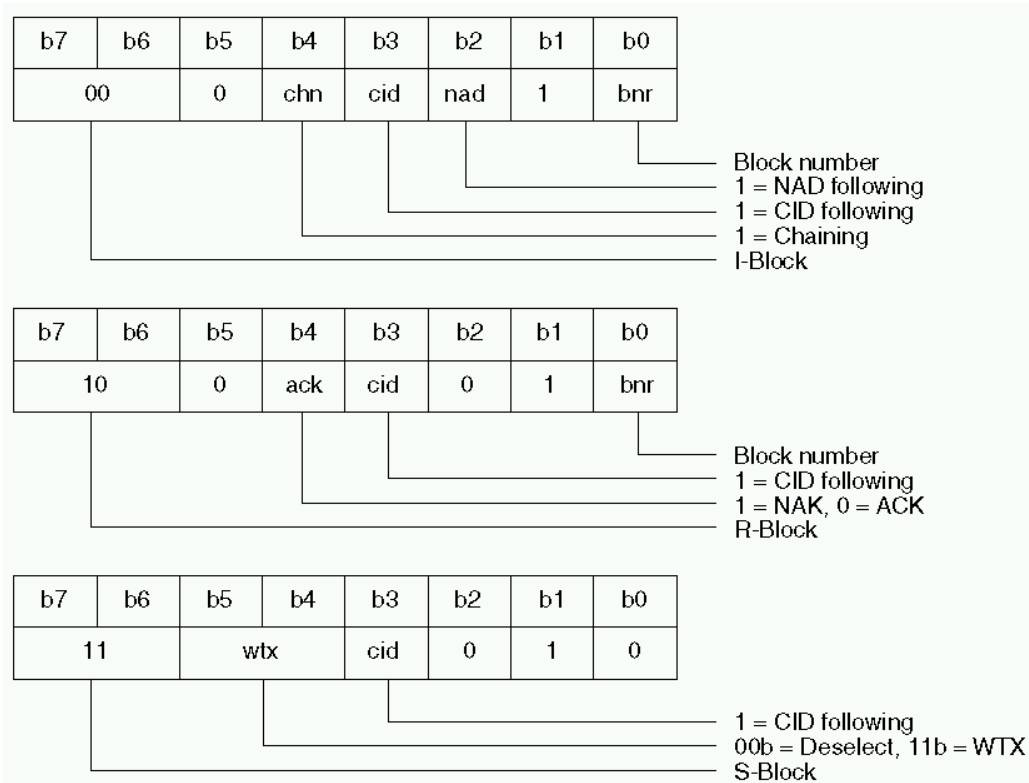 b7 b6 b5 b4 b3 b2 b1 b0
00 0 chn cid nad 1 bnr
Block number
1 = NAD following
1 = CID following
1 = Chaining
I-Block
b7 b6 b5 b4 b3 b2 b1 b0
10 0 ack cid 0 1 bnr
Block number
1 = CID following
1 = NAK, 0 = ACK
R-Block
b7 b6 b5 b4 b3 b2 b1 b0
11 wtx cid 0 1 0
1 = CID following
00b = Deselect, 11b = WTX
S-Block